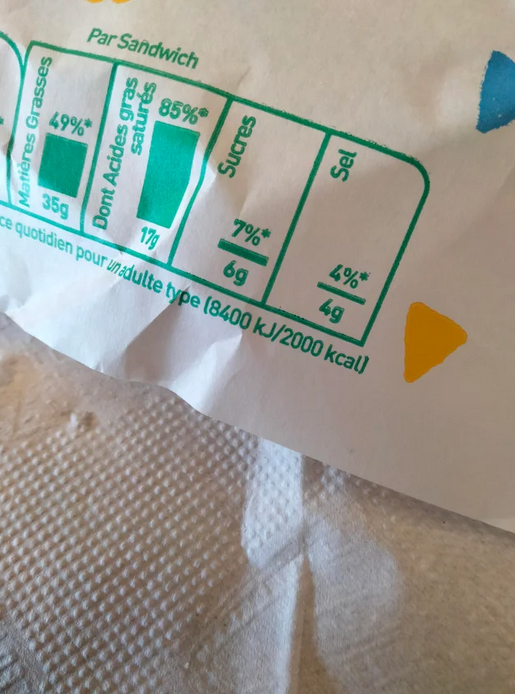 Par Sandwich
Matières Grasses
49%*
35g
Dont Acides gras
saturés
85%*
17g
Sucres
7%*
6g
Sel
4%*
4g
ce quotidien pour un adulte type (8400 kJ/2000 kcal)